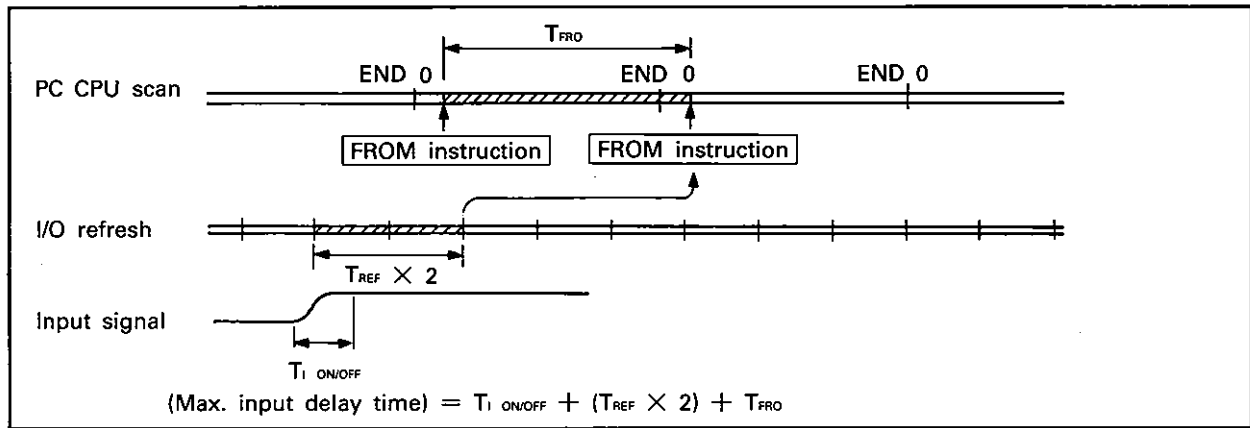 TFRO
END 0 END 0 END 0
PC CPU scan
FROM instruction FROM instruction
I/O refresh
TREF × 2
Input signal
TI ON/OFF
(Max. input delay time) = TI ON/OFF + (TREF × 2) + TFRO